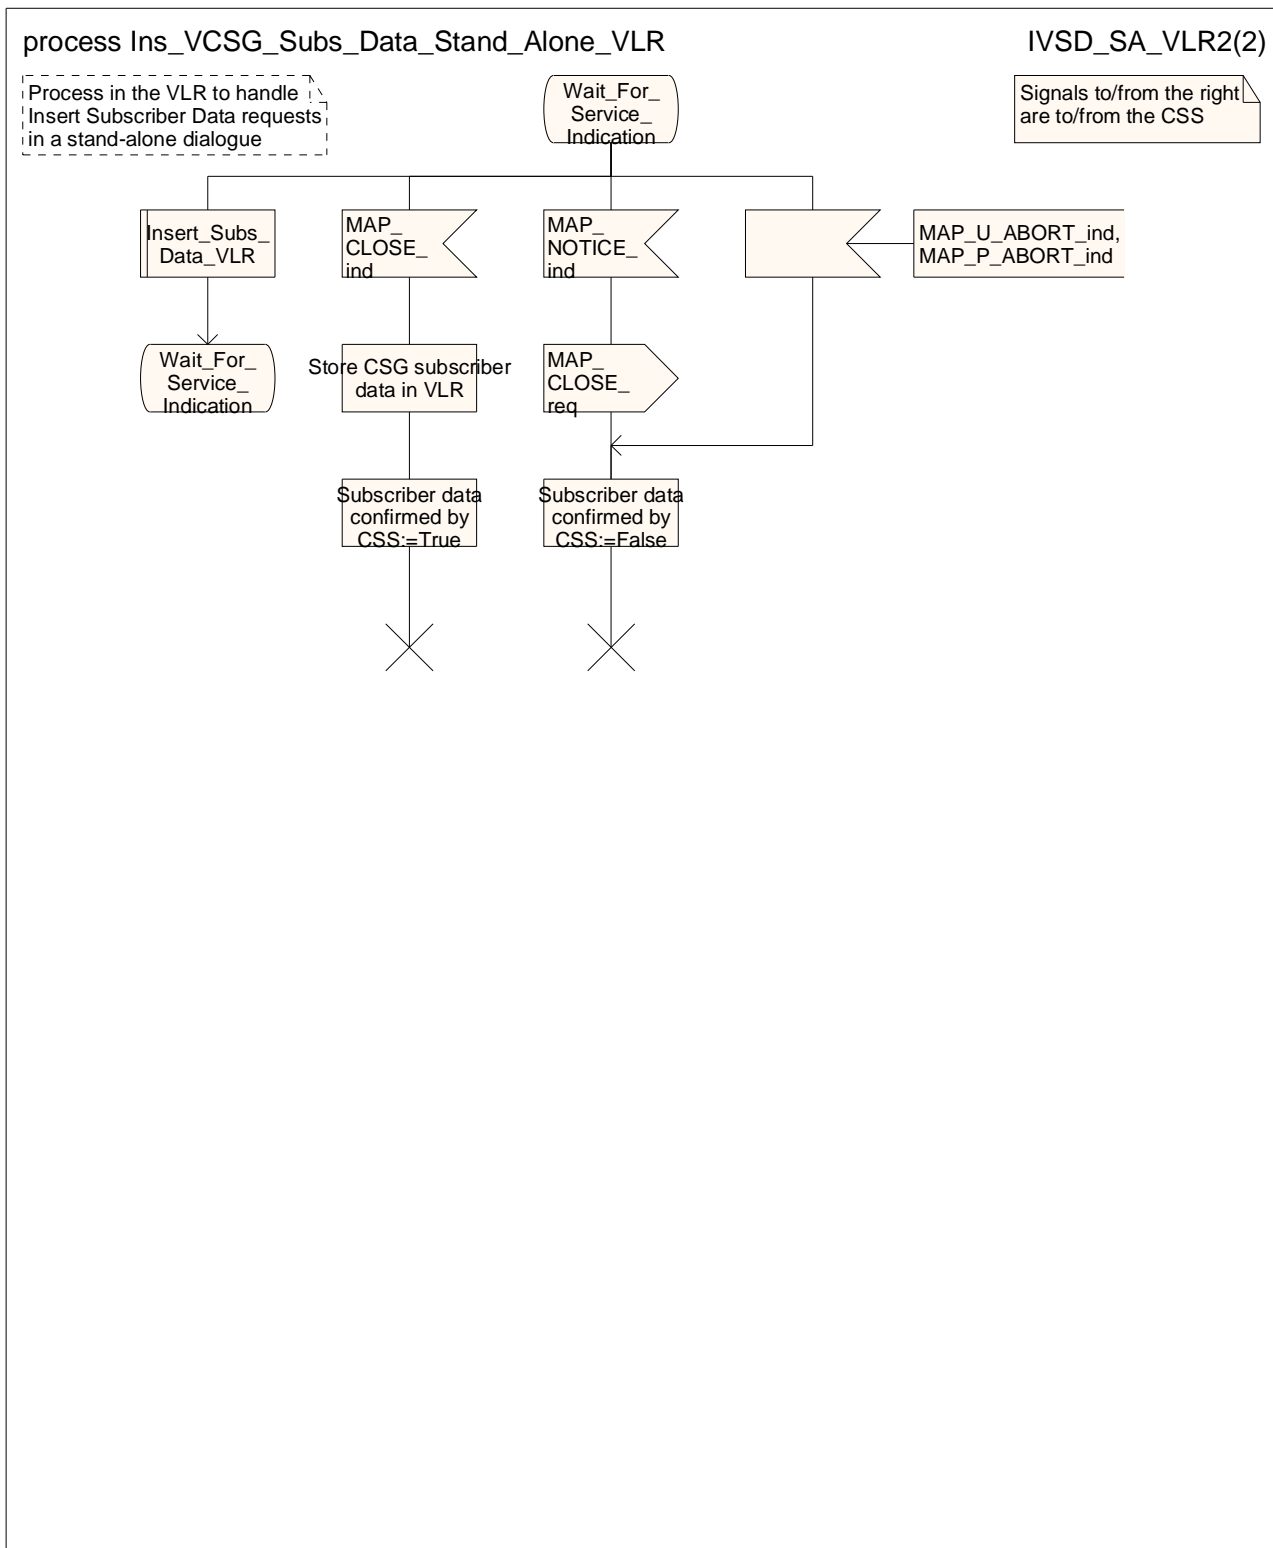 process Ins_VCSG_Subs_Data_Stand_Alone_VLR
IVSD_SA_VLR2(2)
Process in the VLR to handle
Insert Subscriber Data requests
in a stand-alone dialogue
Wait_For_
Service_
Indication
Signals to/from the right
are to/from the CSS
Insert_Subs_
Data_VLR
MAP_
CLOSE_
ind
MAP_
NOTICE_
ind
MAP_U_ABORT_ind,
MAP_P_ABORT_ind
Wait_For_
Service_
Indication
Store CSG subscriber
data in VLR
MAP_
CLOSE_
req
Subscriber data
confirmed by
CSS:=True
Subscriber data
confirmed by
CSS:=False